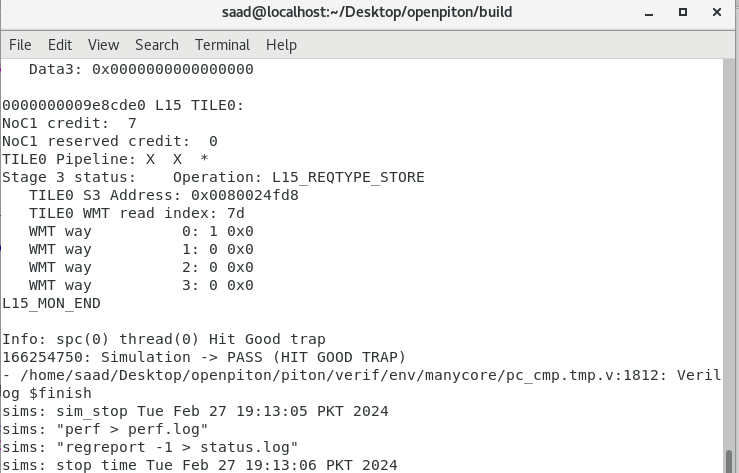 saad@localhost:~/Desktop/openpiton/build
File Edit View Search Terminal Help
Data3: 0x0000000000000000
0000000009e8cde0 L15 TILE0:
NoC1 credit:  7
NoC1 reserved credit:  0
TILE0 Pipeline: X  X  *
Stage 3 status:    Operation: L15_REQTYPE_STORE
   TILE0 S3 Address: 0x0080024fd8
   TILE0 WMT read index: 7d
   WMT way          0: 1 0x0
   WMT way          1: 0 0x0
   WMT way          2: 0 0x0
   WMT way          3: 0 0x0
L15_MON_END
Info: spc(0) thread(0) Hit Good trap
166254750: Simulation -> PASS (HIT GOOD TRAP)
- /home/saad/Desktop/openpiton/piton/verif/env/manycore/pc_cmp.tmp.v:1812: Veril
og $finish
sims: sim_stop Tue Feb 27 19:13:05 PKT 2024
sims: "perf > perf.log"
sims: "regreport -1 > status.log"
sims: stop time Tue Feb 27 19:13:06 PKT 2024